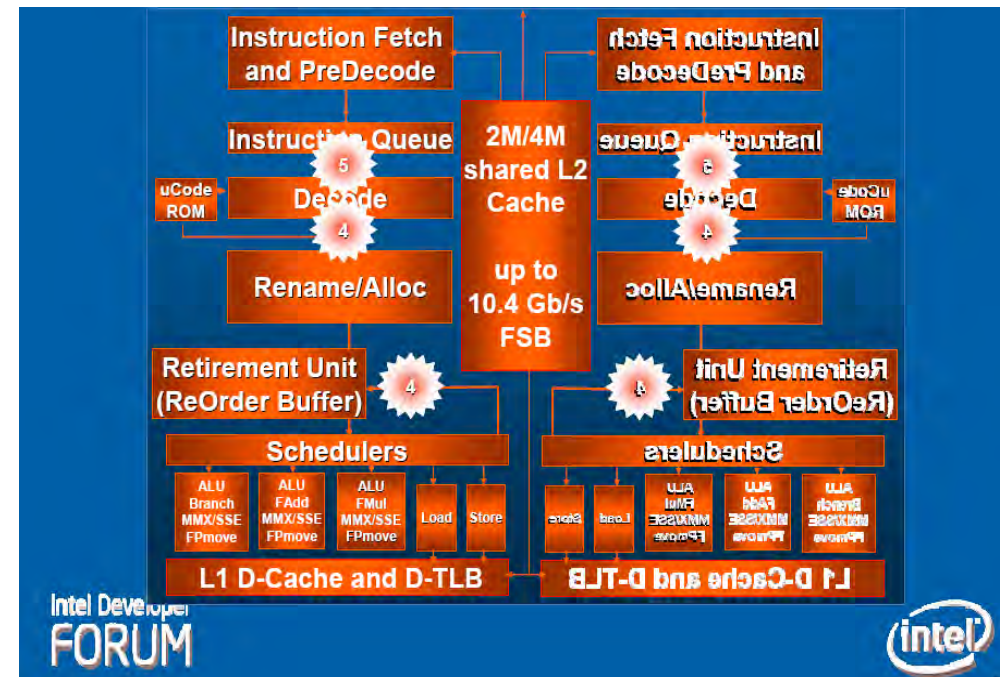 Instruction Fetch
and PreDecode
Instruction Queue
5
uCode
ROM
Decode
4
Rename/Alloc
Retirement Unit
(ReOrder Buffer)
4
Schedulers
ALU
Branch
MMX/SSE
FPmove
ALU
FAdd
MMX/SSE
FPmove
ALU
FMul
MMX/SSE
FPmove
Load
Store
L1 D-Cache and D-TLB
2M/4M
shared L2
Cache
up to
10.4 Gb/s
FSB
Instruction Fetch
and PreDecode
Instruction Queue
5
Decode
uCode
ROM
4
Rename/Alloc
Retirement Unit
(ReOrder Buffer)
4
Schedulers
Store
Load
ALU
FMul
MMX/SSE
FPmove
ALU
FAdd
MMX/SSE
FPmove
ALU
Branch
MMX/SSE
FPmove
L1 D-Cache and D-TLB
Intel Developer
FORUM
intel